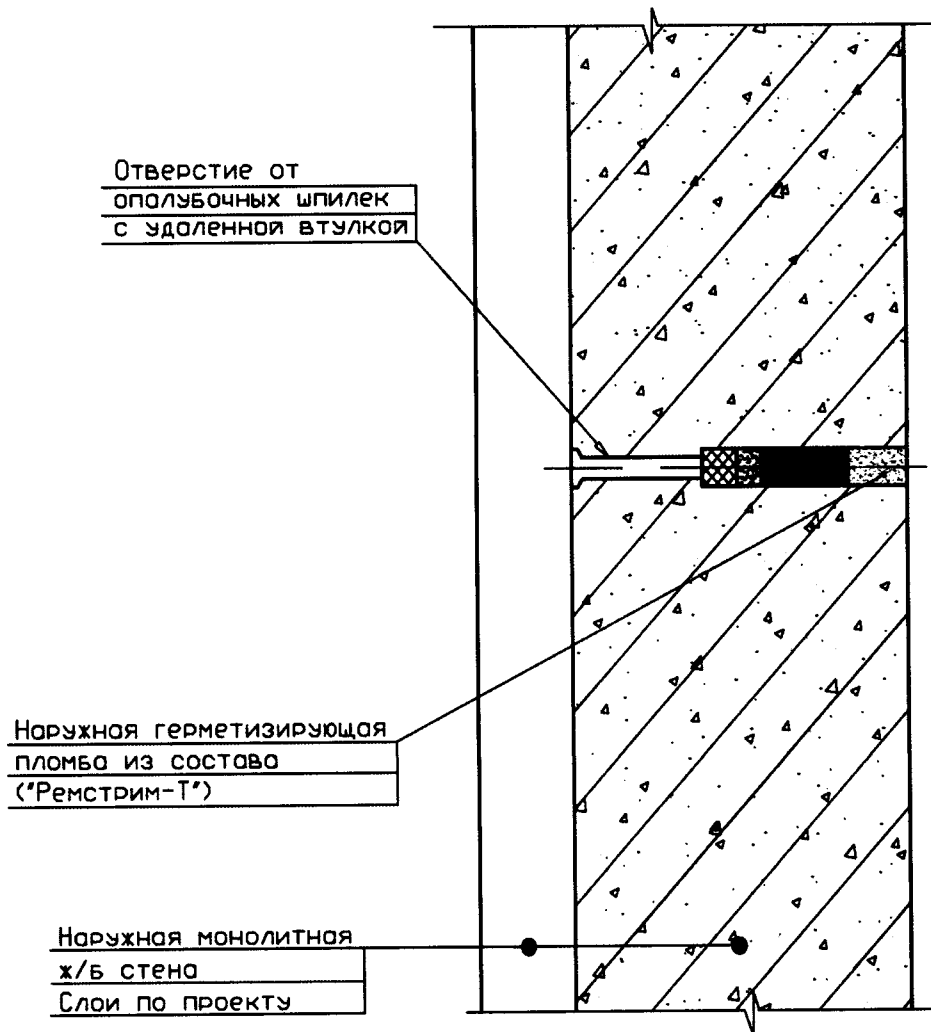 Отверстие от
опалубочных шпилек
с удаленной втулкой
Наружная герметизирующая
пломба из состава
("Ремстрим-Т")
Наружная монолитная
ж/б стена
Слои по проекту